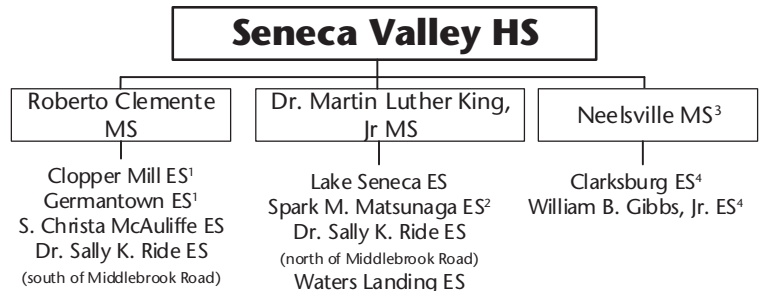 Seneca Valley HS
Roberto Clemente
MS
Clopper Mill ES¹
Germantown ES¹
S. Christa McAuliffe ES
Dr. Sally K. Ride ES
(south of Middlebrook Road)
Dr. Martin Luther King,
Jr MS
Lake Seneca ES
Spark M. Matsunaga ES²
Dr. Sally K. Ride ES
(north of Middlebrook Road)
Waters Landing ES
Neelsville MS³
Clarksburg ES⁴
William B. Gibbs, Jr. ES⁴